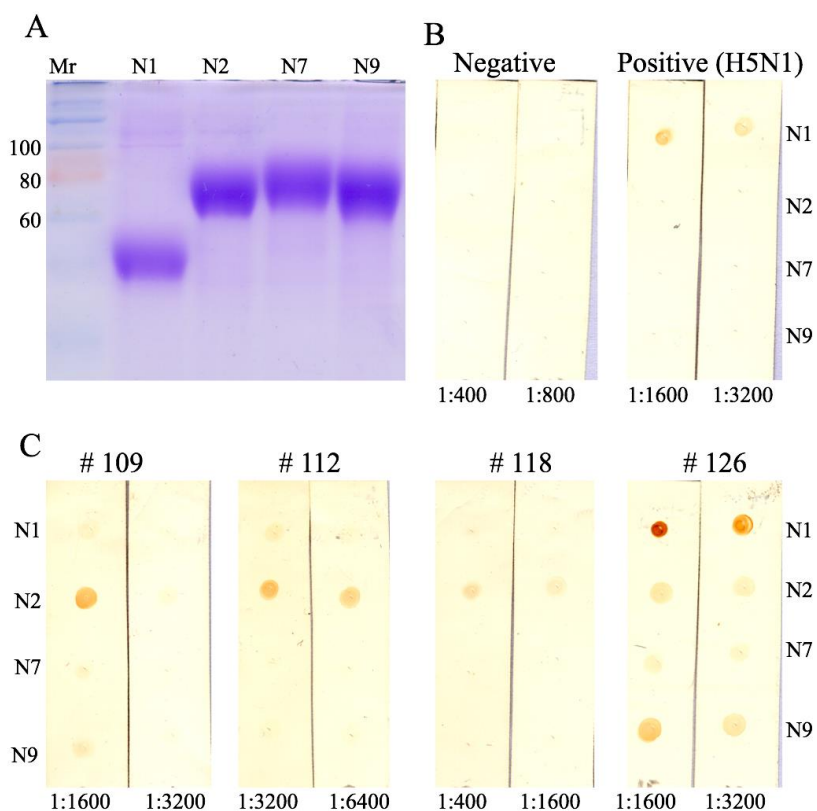 A
Mr N1 N2 N7 N9
100
80
60
B
Negative Positive (H5N1)
N1
N2
N7
N9
1:400 1:800 1:1600 1:3200
C
# 109 # 112 # 118 # 126
N1 N1
N2 N2
N7 N7
N9 N9
1:1600 1:3200 1:3200 1:6400 1:400 1:1600 1:1600 1:3200